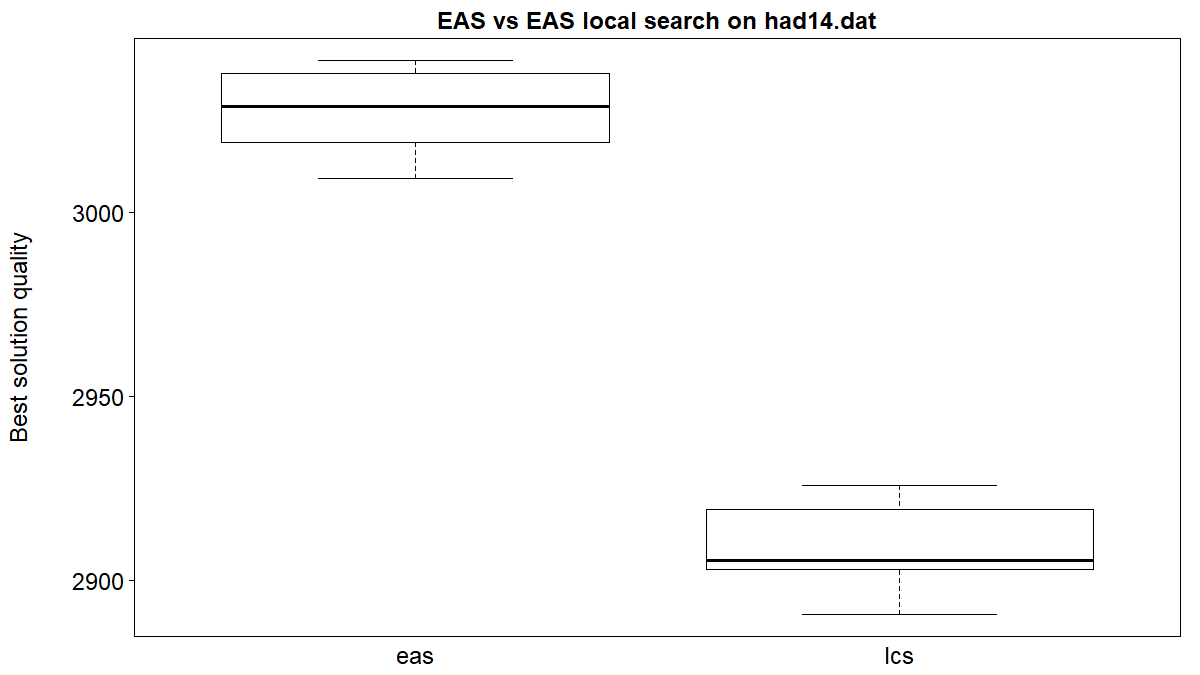 EAS vs EAS local search on had14.dat
Best solution quality
3000
2950
2900
eas
lcs